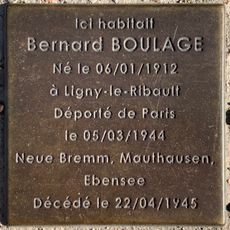 Ici habitait
Bernard BOULAGE
Né le 06/01/1912
à Ligny-le-Ribault
Déporté de Paris
le 05/03/1944
Neue Bremm, Mauthausen,
Ebensee
Décédé le 22/04/1945